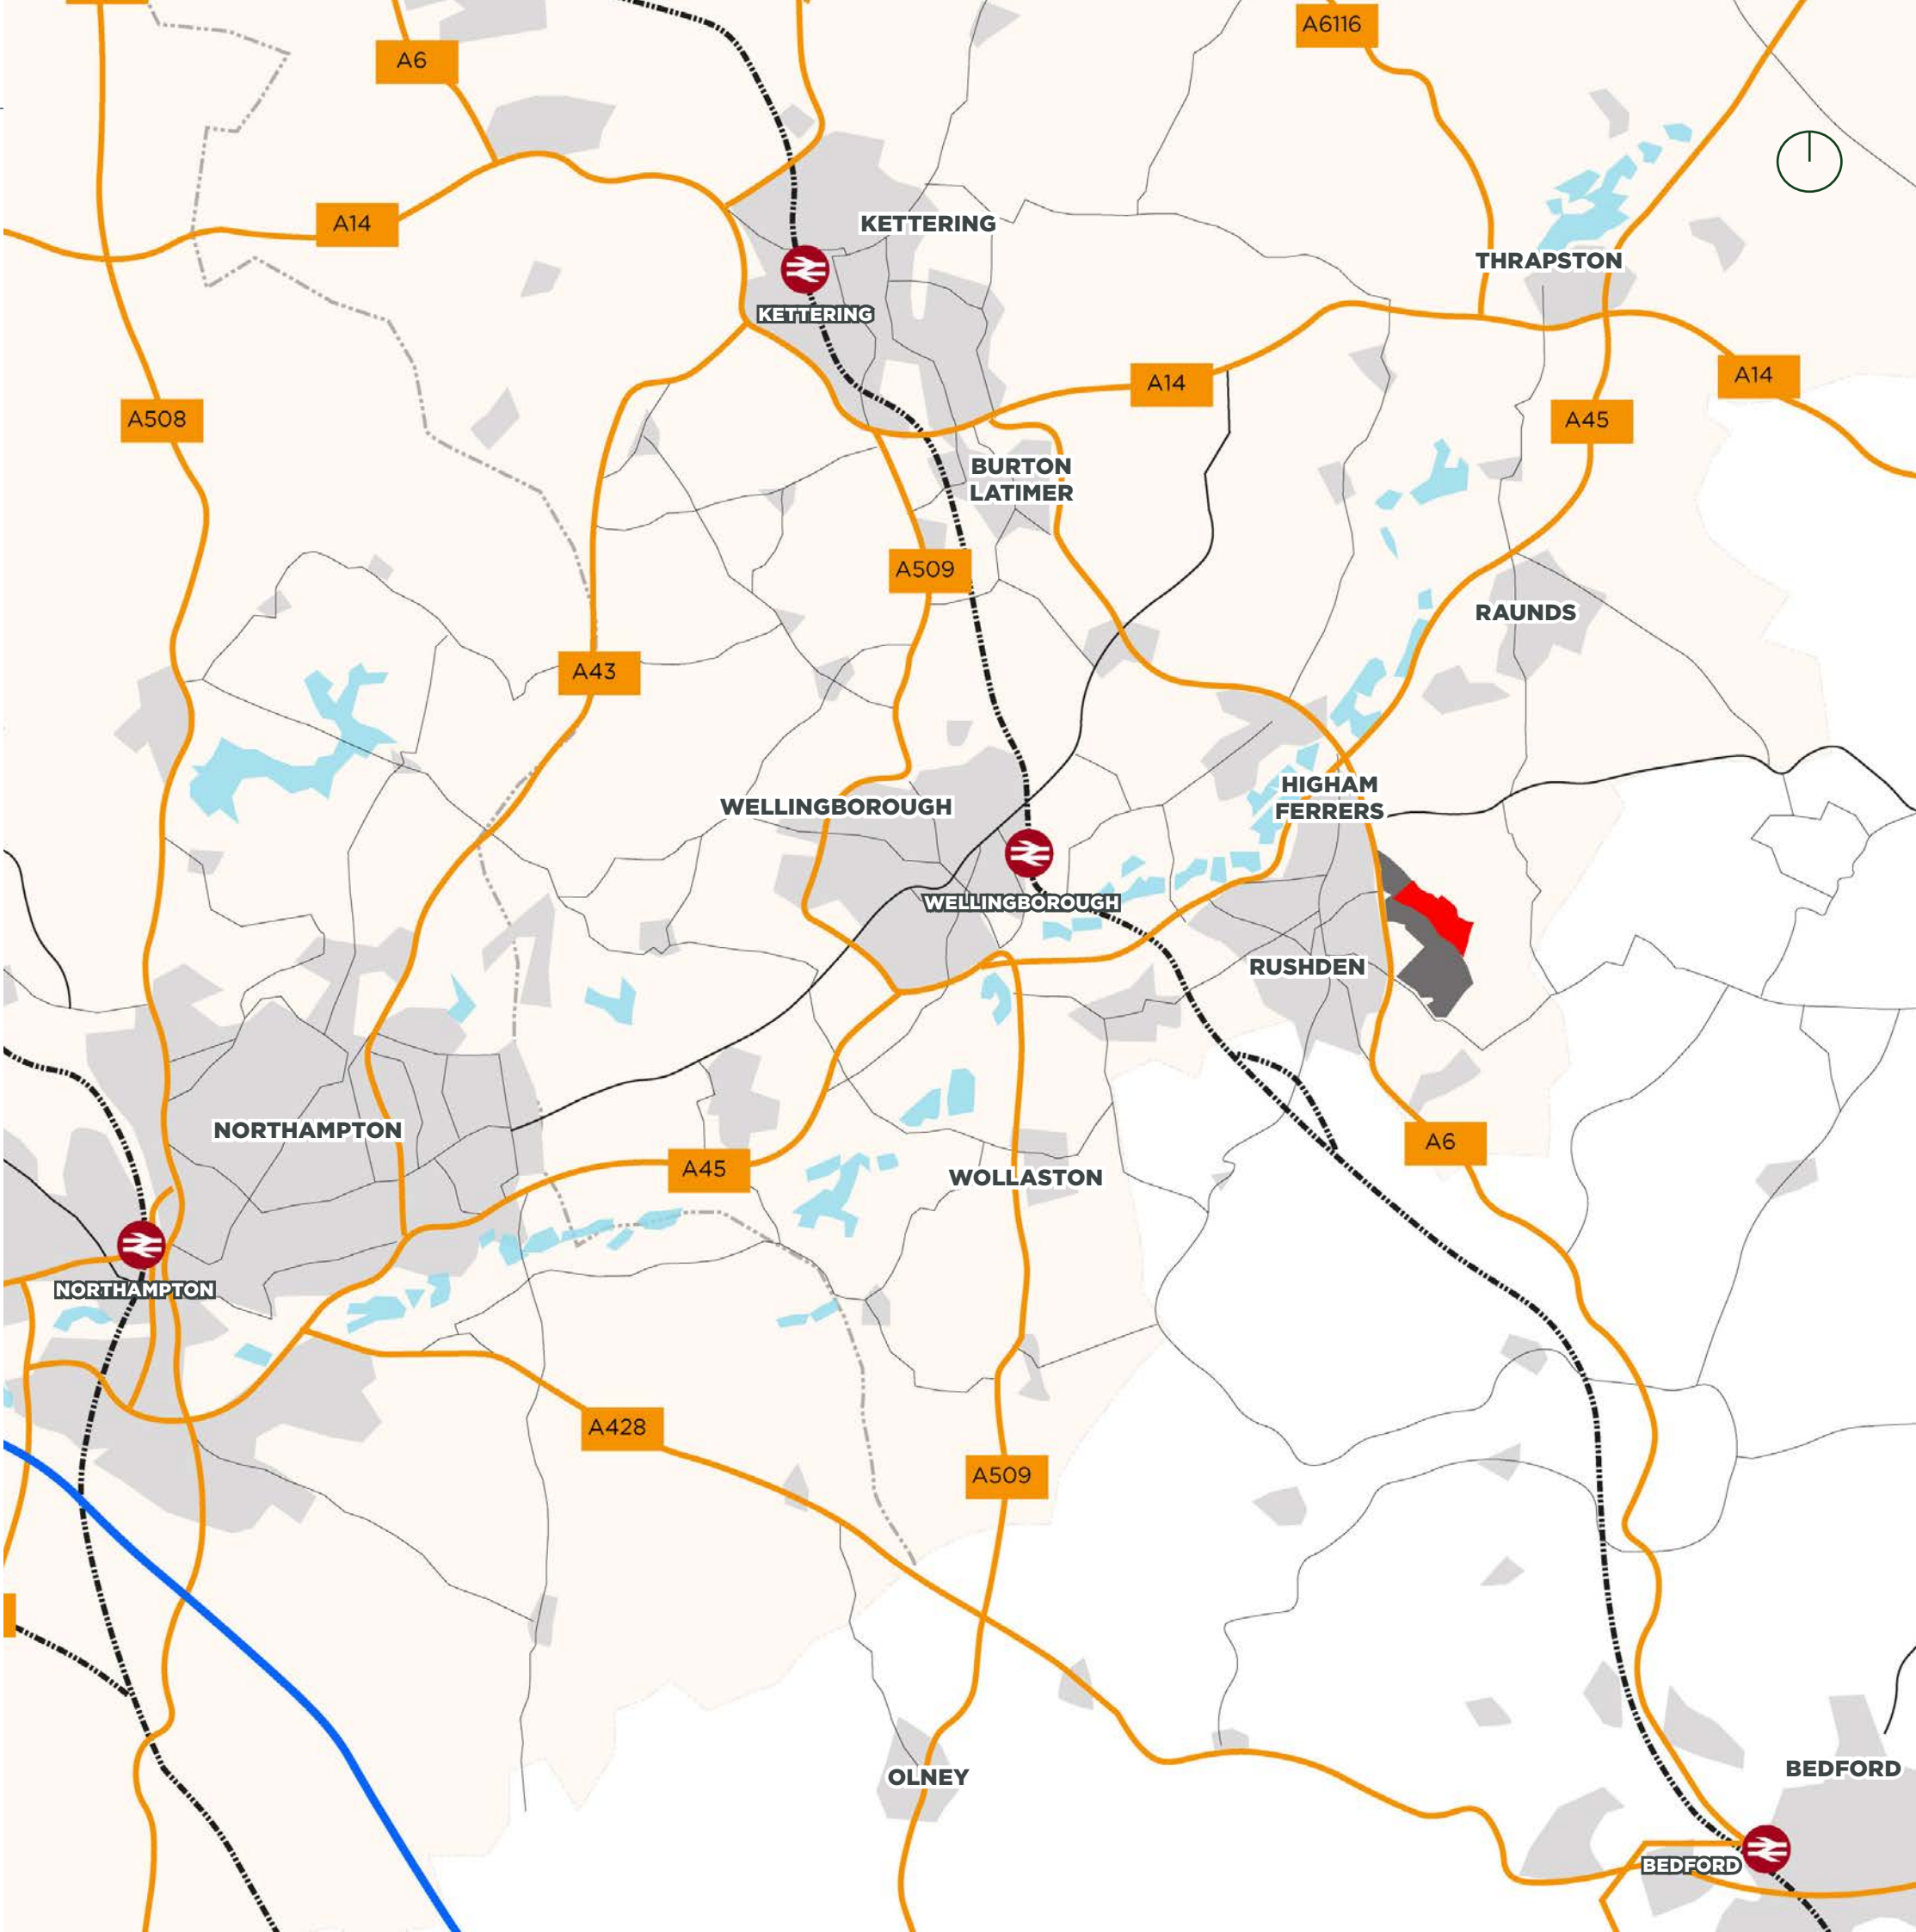 A6116
A6
A14
KETTERING
THRAPSTON
KETTERING
A14
A14
A508
A45
BURTON
LATIMER
A509
RAUNDS
A43
HIGHAM
FERRERS
WELLINGBOROUGH
WELLINGBOROUGH
RUSHDEN
NORTHAMPTON
A6
A45
WOLLASTON
NORTHAMPTON
A428
A509
BEDFORD
OLNEY
BEDFORD